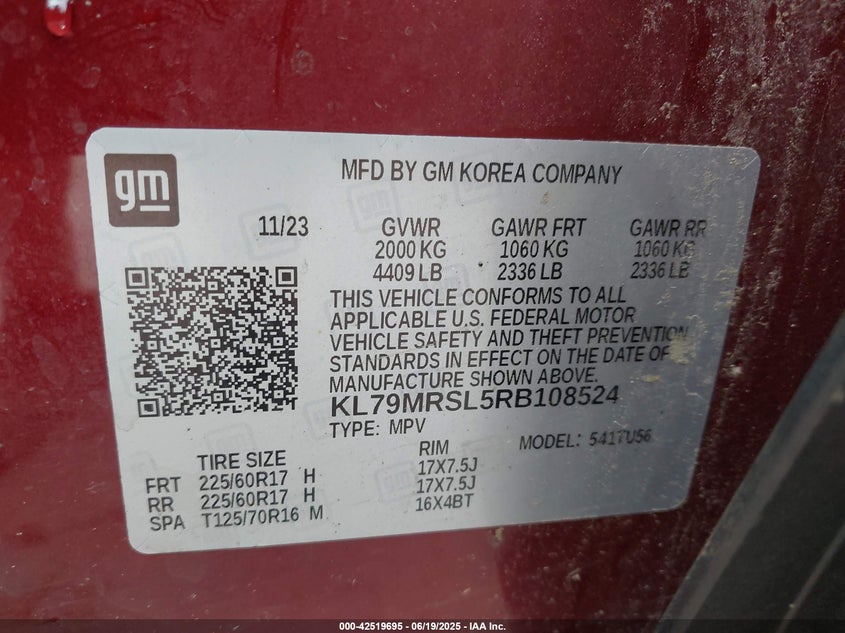 gm
MFD BY GM KOREA COMPANY
11/23 GVWR GAWR FRT GAWR RR
2000 KG 1060 KG 1060 KG
4409 LB 2336 LB 2336 LB
THIS VEHICLE CONFORMS TO ALL
APPLICABLE U.S. FEDERAL MOTOR
VEHICLE SAFETY AND THEFT PREVENTION
STANDARDS IN EFFECT ON THE DATE OF
MANUFACTURE SHOWN ABOVE.
KL79MRSL5RB108524
TYPE: MPV MODEL: 541TU56
TIRE SIZE RIM
FRT 225/60R17 H 17X7.5J
RR 225/60R17 H 17X7.5J
SPA T125/70R16 M 16X4BT
000-42519695 - 06/19/2025 - IAA Inc.